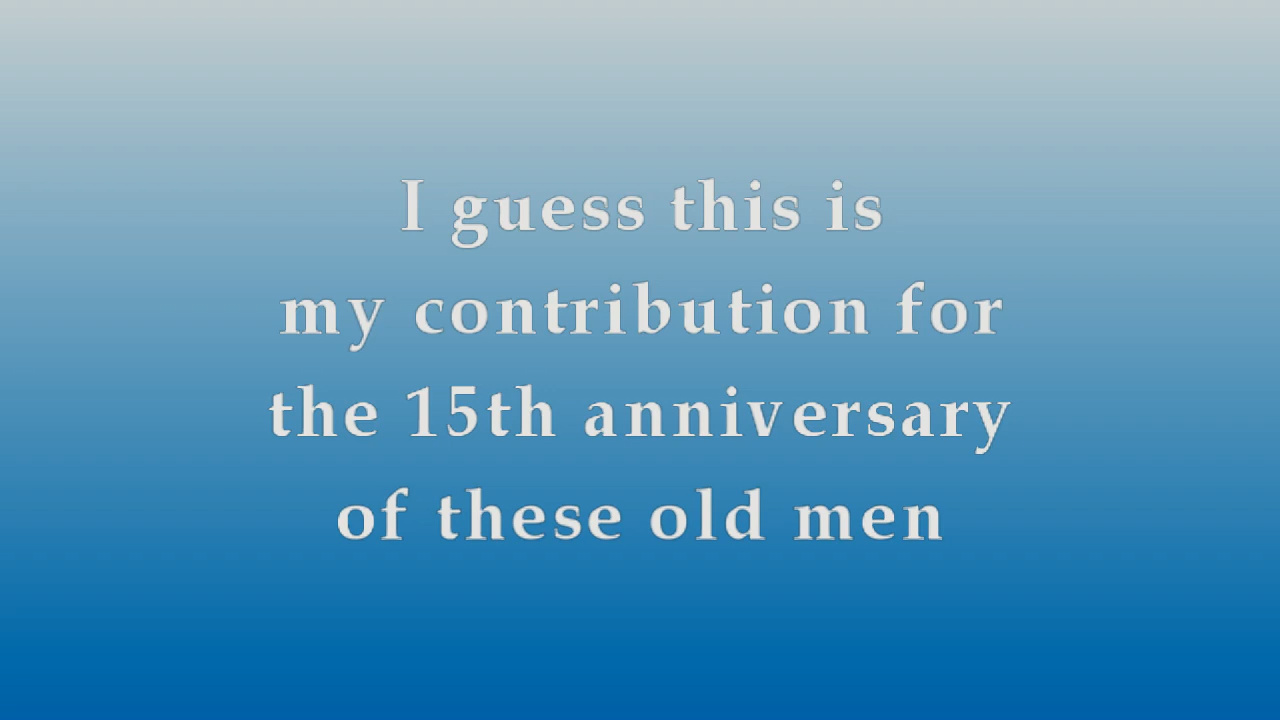 I guess this is
my contribution for
the 15th anniversary
of these old men